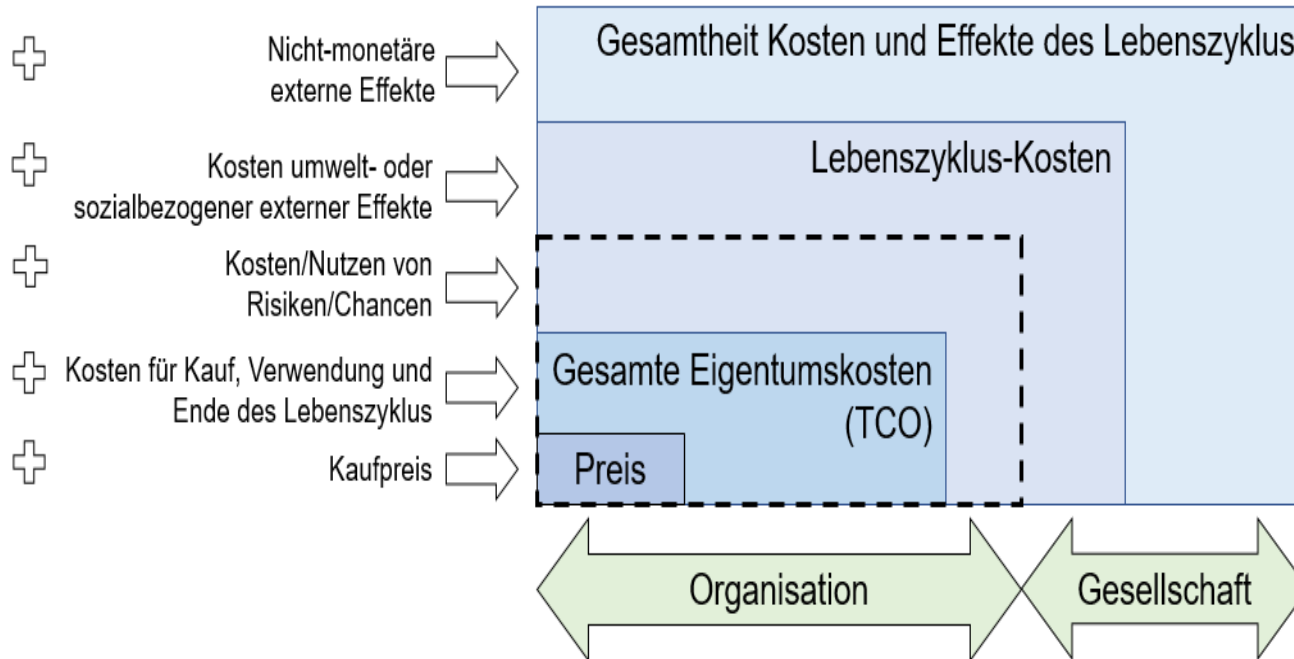 Nicht-monetäre
externe Effekte
Gesamtheit Kosten und Effekte des Lebenszyklus
Kosten umwelt- oder
sozialbezogener externer Effekte
Lebenszyklus-Kosten
Kosten/Nutzen von
Risiken/Chancen
Kosten für Kauf, Verwendung und
Ende des Lebenszyklus
Gesamte Eigentumskosten
(TCO)
Kaufpreis
Preis
Organisation
Gesellschaft